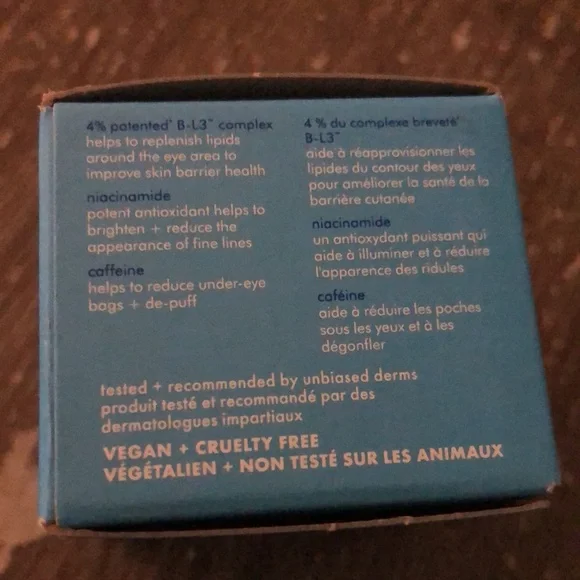 4% patented† B-L3™ complex
helps to replenish lipids
around the eye area to
improve skin barrier health
niacinamide
potent antioxidant helps to
brighten + reduce the
appearance of fine lines
caffeine
helps to reduce under-eye
bags + de-puff
4 % du complexe breveté†
B-L3™
aide à réapprovisionner les
lipides du contour des yeux
pour améliorer la santé de la
barrière cutanée
niacinamide
un antioxydant puissant qui
aide à illuminer et à réduire
l'apparence des ridules
caféine
aide à réduire les poches
sous les yeux et à les
dégonfler
tested + recommended by unbiased derms
produit testé et recommandé par des
dermatologues impartiaux
VEGAN + CRUELTY FREE
VÉGÉTALIEN + NON TESTÉ SUR LES ANIMAUX